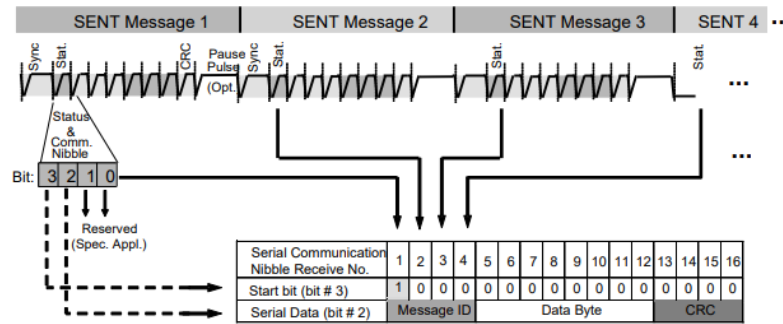 SENT Message 1 SENT Message 2 SENT Message 3 SENT 4 ...
Sync Stat. CRC Pause Pulse (Opt. Sync Stat. Stat. Stat. ...
Status & Comm. Nibble
...
Bit: 3 2 1 0
Reserved
(Spec. Appl.)
Serial Communication Nibble Receive No. 1 2 3 4 5 6 7 8 9 10 11 12 13 14 15 16
Start bit (bit # 3) 1 0 0 0 0 0 0 0 0 0 0 0 0 0 0 0
Serial Data (bit # 2) Message ID Data Byte CRC